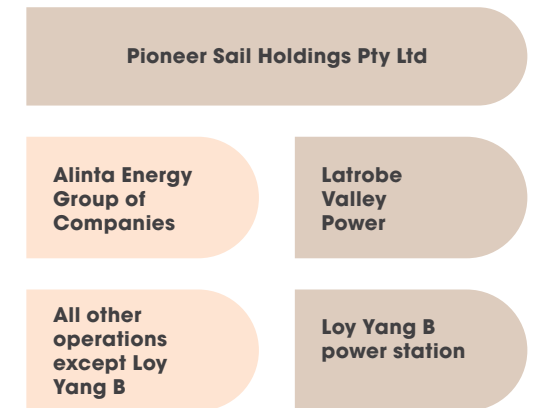 Pioneer Sail Holdings Pty Ltd
Alinta Energy
Group of
Companies
Latrobe
Valley
Power
All other
operations
except Loy
Yang B
Loy Yang B
power station